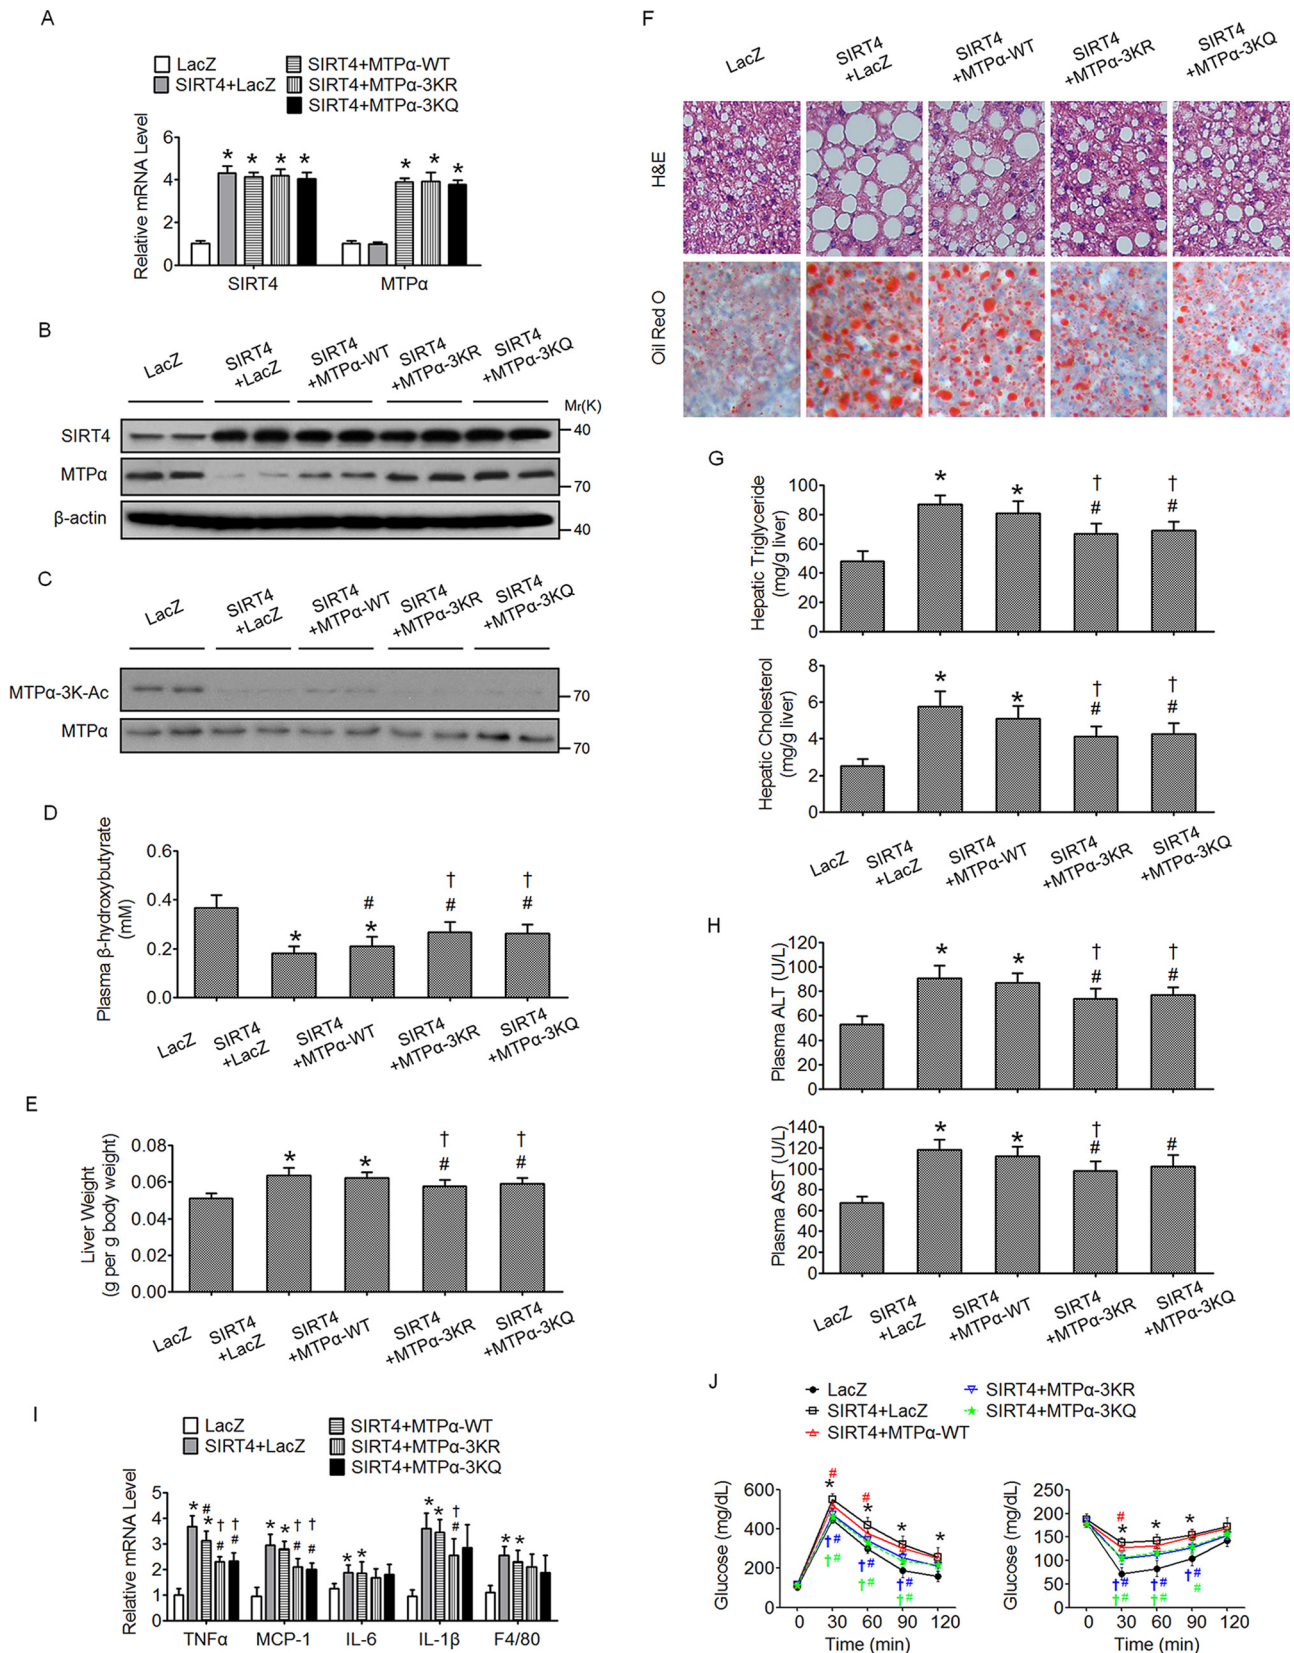 A
LacZ
SIRT4+LacZ
SIRT4+MTPα-WT
SIRT4+MTPα-3KR
SIRT4+MTPα-3KQ
Relative mRNA Level
6
4
2
0
* * * *
* * *
SIRT4 MTPα
B
LacZ
SIRT4
+LacZ
SIRT4
+MTPα-WT
SIRT4
+MTPα-3KR
SIRT4
+MTPα-3KQ
Mr(K)
SIRT4
40
MTPα
70
β-actin
40
C
LacZ
SIRT4
+LacZ
SIRT4
+MTPα-WT
SIRT4
+MTPα-3KR
SIRT4
+MTPα-3KQ
MTPα-3K-Ac
70
MTPα
70
D
Plasma β-hydroxybutyrate
(mM)
0.6
0.4
0.2
0.0
*
#
*
†
#
†
#
LacZ
SIRT4
+LacZ
SIRT4
+MTPα-WT
SIRT4
+MTPα-3KR
SIRT4
+MTPα-3KQ
E
Liver Weight
(g per g body weight)
0.08
0.06
0.04
0.02
0.00
*
*
†
#
†
#
LacZ
SIRT4
+LacZ
SIRT4
+MTPα-WT
SIRT4
+MTPα-3KR
SIRT4
+MTPα-3KQ
F
LacZ
SIRT4
+LacZ
SIRT4
+MTPα-WT
SIRT4
+MTPα-3KR
SIRT4
+MTPα-3KQ
H&E
Oil Red O
G
Hepatic Triglyceride
(mg/g liver)
100
80
60
40
20
0
*
*
†
#
†
#
Hepatic Cholesterol
(mg/g liver)
8
6
4
2
0
*
*
†
#
†
#
LacZ
SIRT4
+LacZ
SIRT4
+MTPα-WT
SIRT4
+MTPα-3KR
SIRT4
+MTPα-3KQ
H
Plasma ALT (U/L)
120
100
80
60
40
20
0
*
*
†
#
†
#
Plasma AST (U/L)
140
120
100
80
60
40
20
0
*
*
†
#
#
LacZ
SIRT4
+LacZ
SIRT4
+MTPα-WT
SIRT4
+MTPα-3KR
SIRT4
+MTPα-3KQ
I
LacZ
SIRT4+LacZ
SIRT4+MTPα-WT
SIRT4+MTPα-3KR
SIRT4+MTPα-3KQ
Relative mRNA Level
5
4
3
2
1
0
*
#
*
†
#
†
#
* *
†
#
†
#
* *
* *
†
#
* *
TNFα MCP-1 IL-6 IL-1β F4/80
J
LacZ
SIRT4+LacZ
SIRT4+MTPα-WT
SIRT4+MTPα-3KR
SIRT4+MTPα-3KQ
Glucose (mg/dL)
600
400
200
0
#
*
#
*
*
*
†#
†#
†#
†#
†#
†#
0 30 60 90 120
Time (min)
Glucose (mg/dL)
250
200
150
100
50
0
#
*
*
*
†# †# †#
†# †# #
0 30 60 90 120
Time (min)